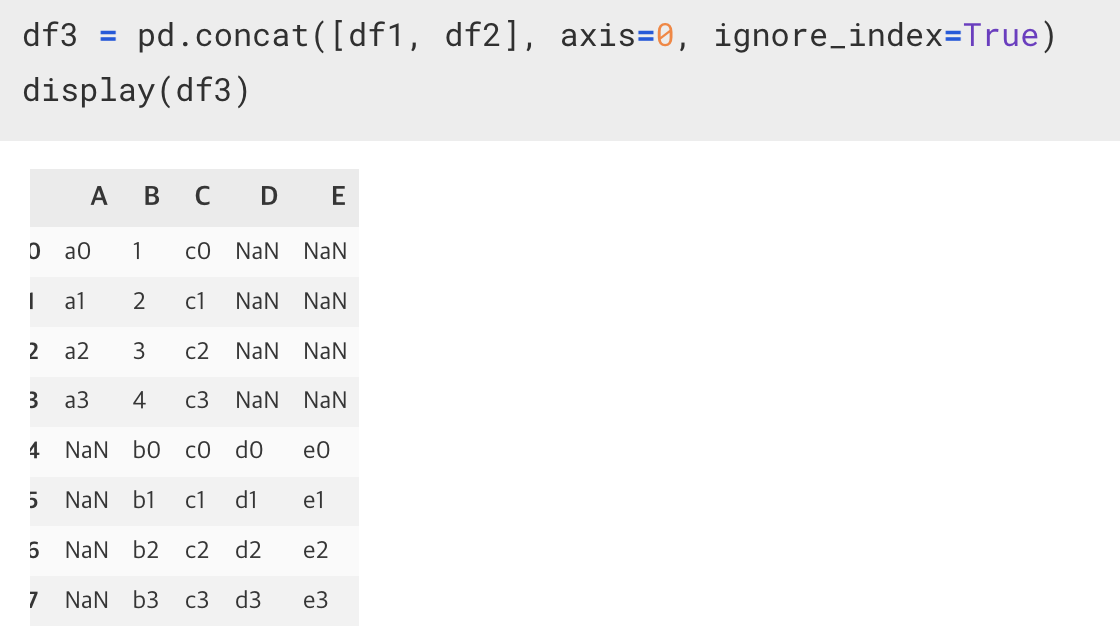 df3 = pd.concat([df1, df2], axis=0, ignore_index=True)
display(df3)
A B C D E
0 a0 1 c0 NaN NaN
1 a1 2 c1 NaN NaN
2 a2 3 c2 NaN NaN
3 a3 4 c3 NaN NaN
4 NaN b0 c0 d0 e0
5 NaN b1 c1 d1 e1
6 NaN b2 c2 d2 e2
7 NaN b3 c3 d3 e3